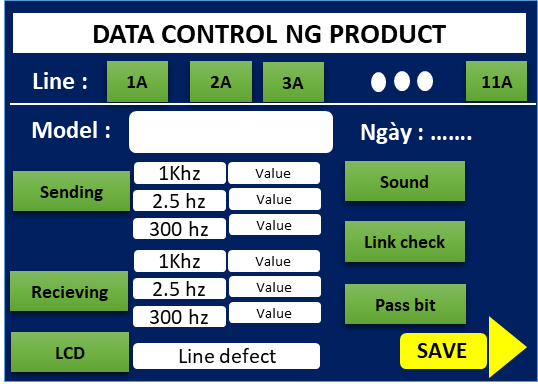 DATA CONTROL NG PRODUCT
Line : 1A 2A 3A 11A
Model : Ngày : .......
Sending
1Khz Value
2.5 hz Value
300 hz Value
Sound
Link check
Recieving
1Khz Value
2.5 hz Value
300 hz Value
Pass bit
LCD Line defect SAVE